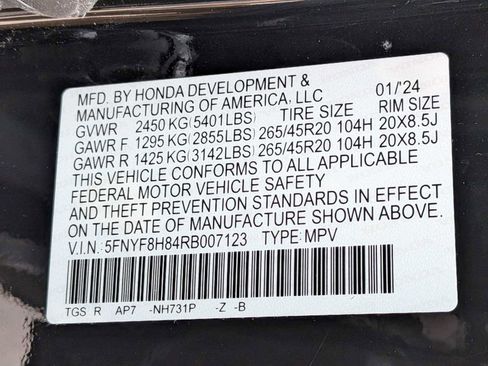 MFD. BY HONDA DEVELOPMENT &
MANUFACTURING OF AMERICA, LLC 01/'24
GVWR 2450 KG (5401LBS) TIRE SIZE RIM SIZE
GAWR F 1295 KG (2855LBS) 265/45R20 104H 20X8.5J
GAWR R 1425 KG (3142LBS) 265/45R20 104H 20X8.5J
THIS VEHICLE CONFORMS TO ALL APPLICABLE
FEDERAL MOTOR VEHICLE SAFETY
AND THEFT PREVENTION STANDARDS IN EFFECT
ON THE DATE OF MANUFACTURE SHOWN ABOVE.
V.I.N: 5FNYF8H84RB007123 TYPE: MPV
TGS R AP7 -NH731P -Z -B